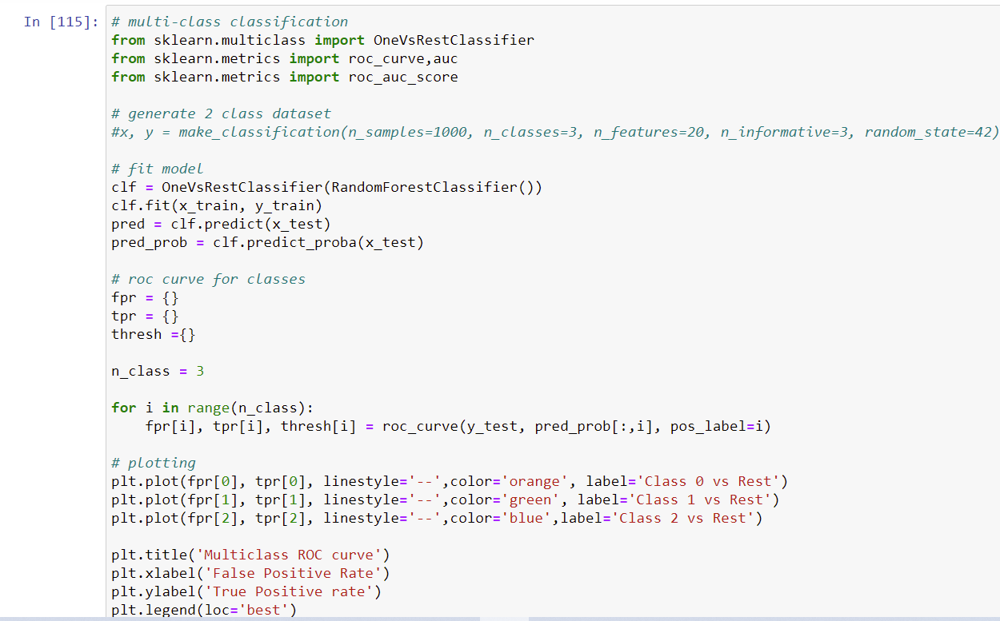 In [115]: # multi-class classification
from sklearn.multiclass import OneVsRestClassifier
from sklearn.metrics import roc_curve,auc
from sklearn.metrics import roc_auc_score
# generate 2 class dataset
#x, y = make_classification(n_samples=1000, n_classes=3, n_features=20, n_informative=3, random_state=42)
# fit model
clf = OneVsRestClassifier(RandomForestClassifier())
clf.fit(x_train, y_train)
pred = clf.predict(x_test)
pred_prob = clf.predict_proba(x_test)
# roc curve for classes
fpr = {}
tpr = {}
thresh ={}
n_class = 3
for i in range(n_class):
    fpr[i], tpr[i], thresh[i] = roc_curve(y_test, pred_prob[:,i], pos_label=i)
# plotting
plt.plot(fpr[0], tpr[0], linestyle='--',color='orange', label='Class 0 vs Rest')
plt.plot(fpr[1], tpr[1], linestyle='--',color='green', label='Class 1 vs Rest')
plt.plot(fpr[2], tpr[2], linestyle='--',color='blue',label='Class 2 vs Rest')
plt.title('Multiclass ROC curve')
plt.xlabel('False Positive Rate')
plt.ylabel('True Positive rate')
plt.legend(loc='best')